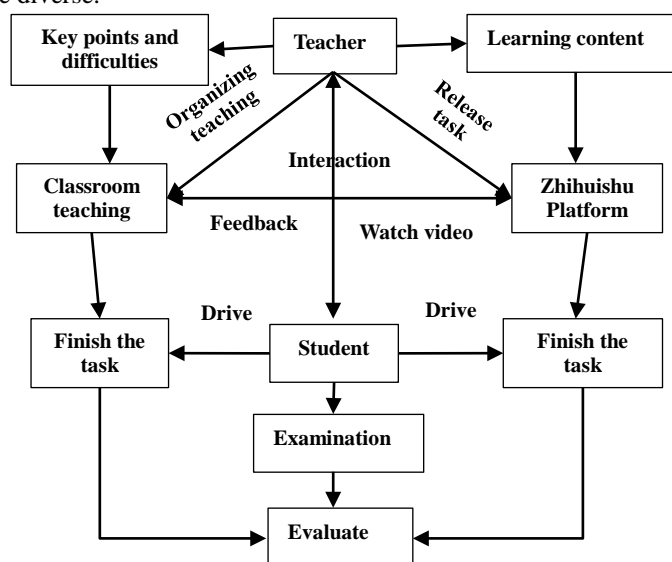 e diverse.
Key points and
difficulties
Teacher
Learning content
Organizing
teaching
Release
task
Interaction
Classroom
teaching
Zhihuishu
Platform
Feedback
Watch video
Drive
Drive
Finish the
task
Student
Finish the
task
Examination
Evaluate